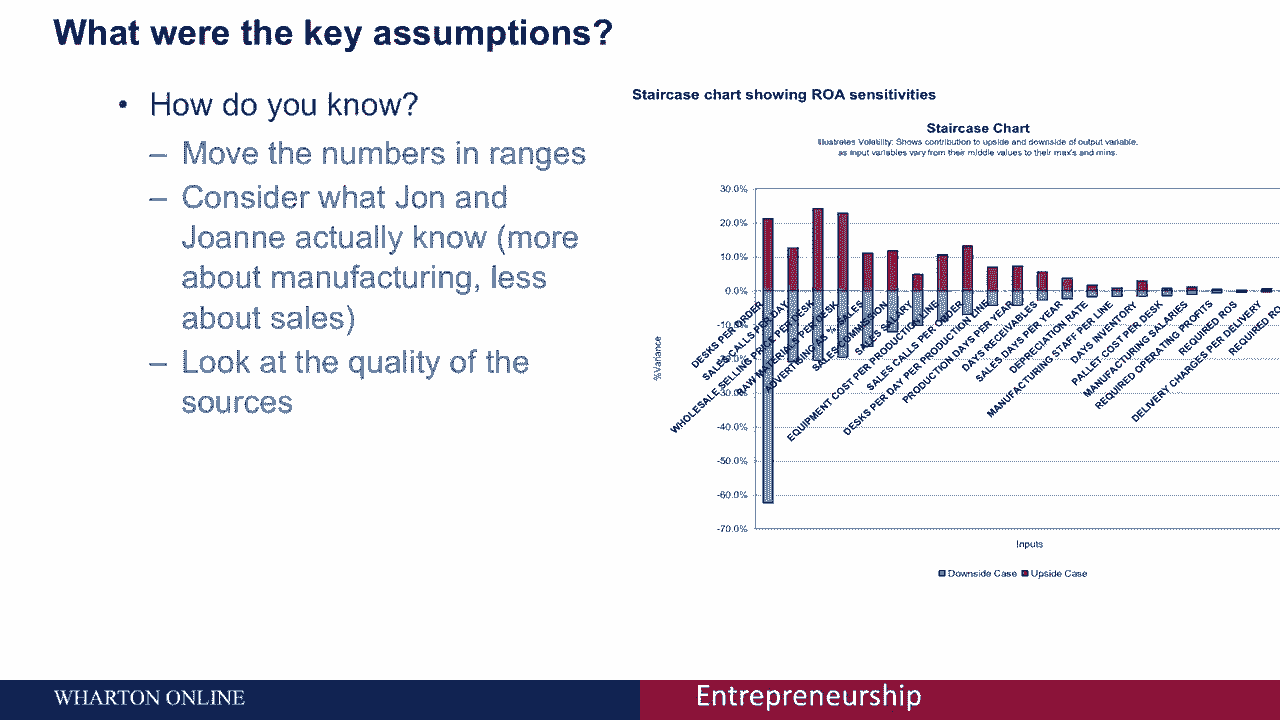 What were the key assumptions?
• How do you know?
– Move the numbers in ranges
– Consider what Jon and
Joanne actually know (more
about manufacturing, less
about sales)
– Look at the quality of the
sources
Staircase chart showing ROA sensitivities
Staircase Chart
Illustrates Volatility: Shows contribution to upside and downside of output variable,
as input variables vary from their middle values to their max's and mins.
30.0%
20.0%
10.0%
0.0%
-10.0%
-30.0%
-40.0%
-50.0%
-60.0%
-70.0%
%Variance
DESKS PER ORDER
SALES CALLS PER DAY
WHOLESALE SELLING PRICE PER DESK
RAW MATERIALS PER DESK
ADVERTISING AS % SALES
SALES COMMISSION
SALES SALARY
EQUIPMENT COST PER PRODUCTION LINE
SALES CALLS PER ORDER
DESKS PER DAY PER PRODUCTION LINE
PRODUCTION DAYS PER YEAR
DAYS RECEIVABLES
SALES DAYS PER YEAR
DEPRECIATION RATE
MANUFACTURING STAFF PER LINE
DAYS INVENTORY
PALLET COST PER DESK
MANUFACTURING SALARIES
REQUIRED OPERATING PROFITS
REQUIRED ROS
DELIVERY CHARGES PER DELIVERY
REQUIRED RO
Inputs
Downside Case Upside Case
WHARTON ONLINE
Entrepreneurship